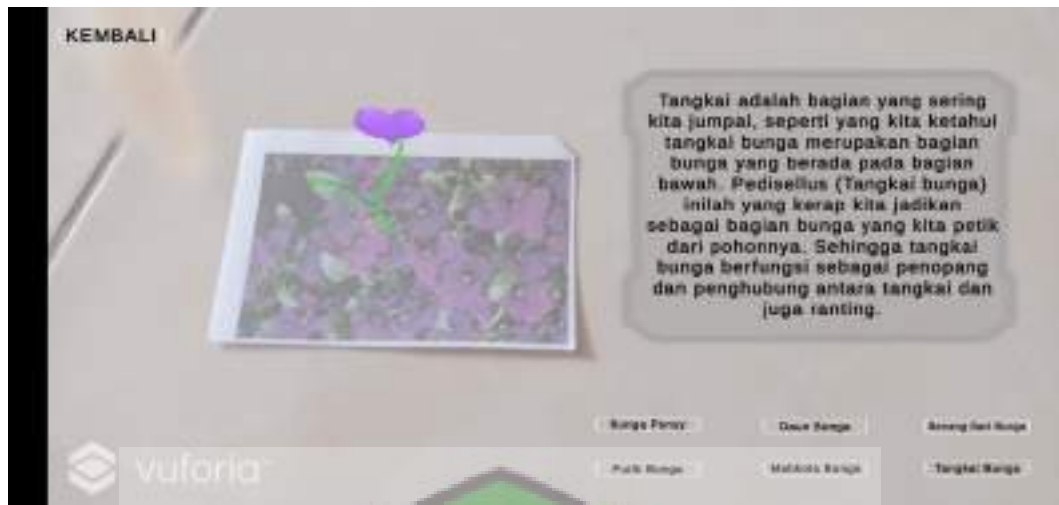 KEMBALI
Tangkai adalah bagian yang sering
kita jumpai, seperti yang kita ketahui
tangkai bunga merupakan bagian
bunga yang berada pada bagian
bawah. Pedisellus (Tangkai bunga)
inilah yang kerap kita jadikan
sebagai bagian bunga yang kita petik
dari pohonnya. Sehingga tangkai
bunga berfungsi sebagai penopang
dan penghubung antara tangkai dan
juga ranting.
Bunga Pansy
Daun Bunga
Benang Sari Bunga
Putik Bunga
Mahkota Bunga
Tangkai Bunga
vuforia